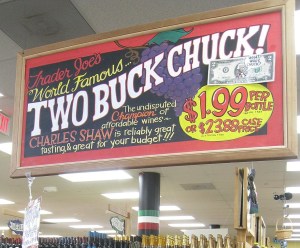 Trader Joe's
World Famous
TWO BUCK CHUCK!
The undisputed
Champion of
affordable wines~
CHARLES SHAW is reliably great
tasting & great for your budget!!!
$1.99 PER BOTTLE
OR $23.88 CASE PRICE